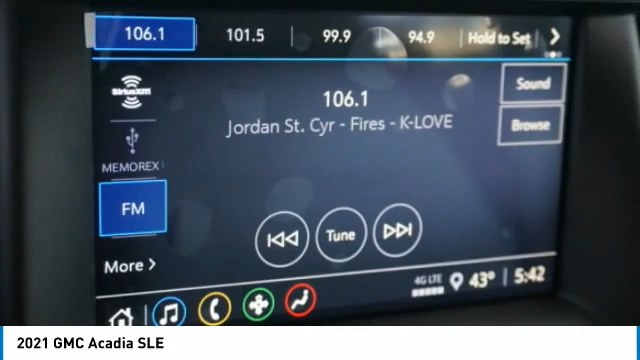 106.1 101.5 99.9 94.9 Hold to Set
SiriusXM
Sound
106.1
Jordan St. Cyr - Fires - K-LOVE
Browse
MEMOREX
FM
Tune
More
4G LTE 43° 5:42
2021 GMC Acadia SLE